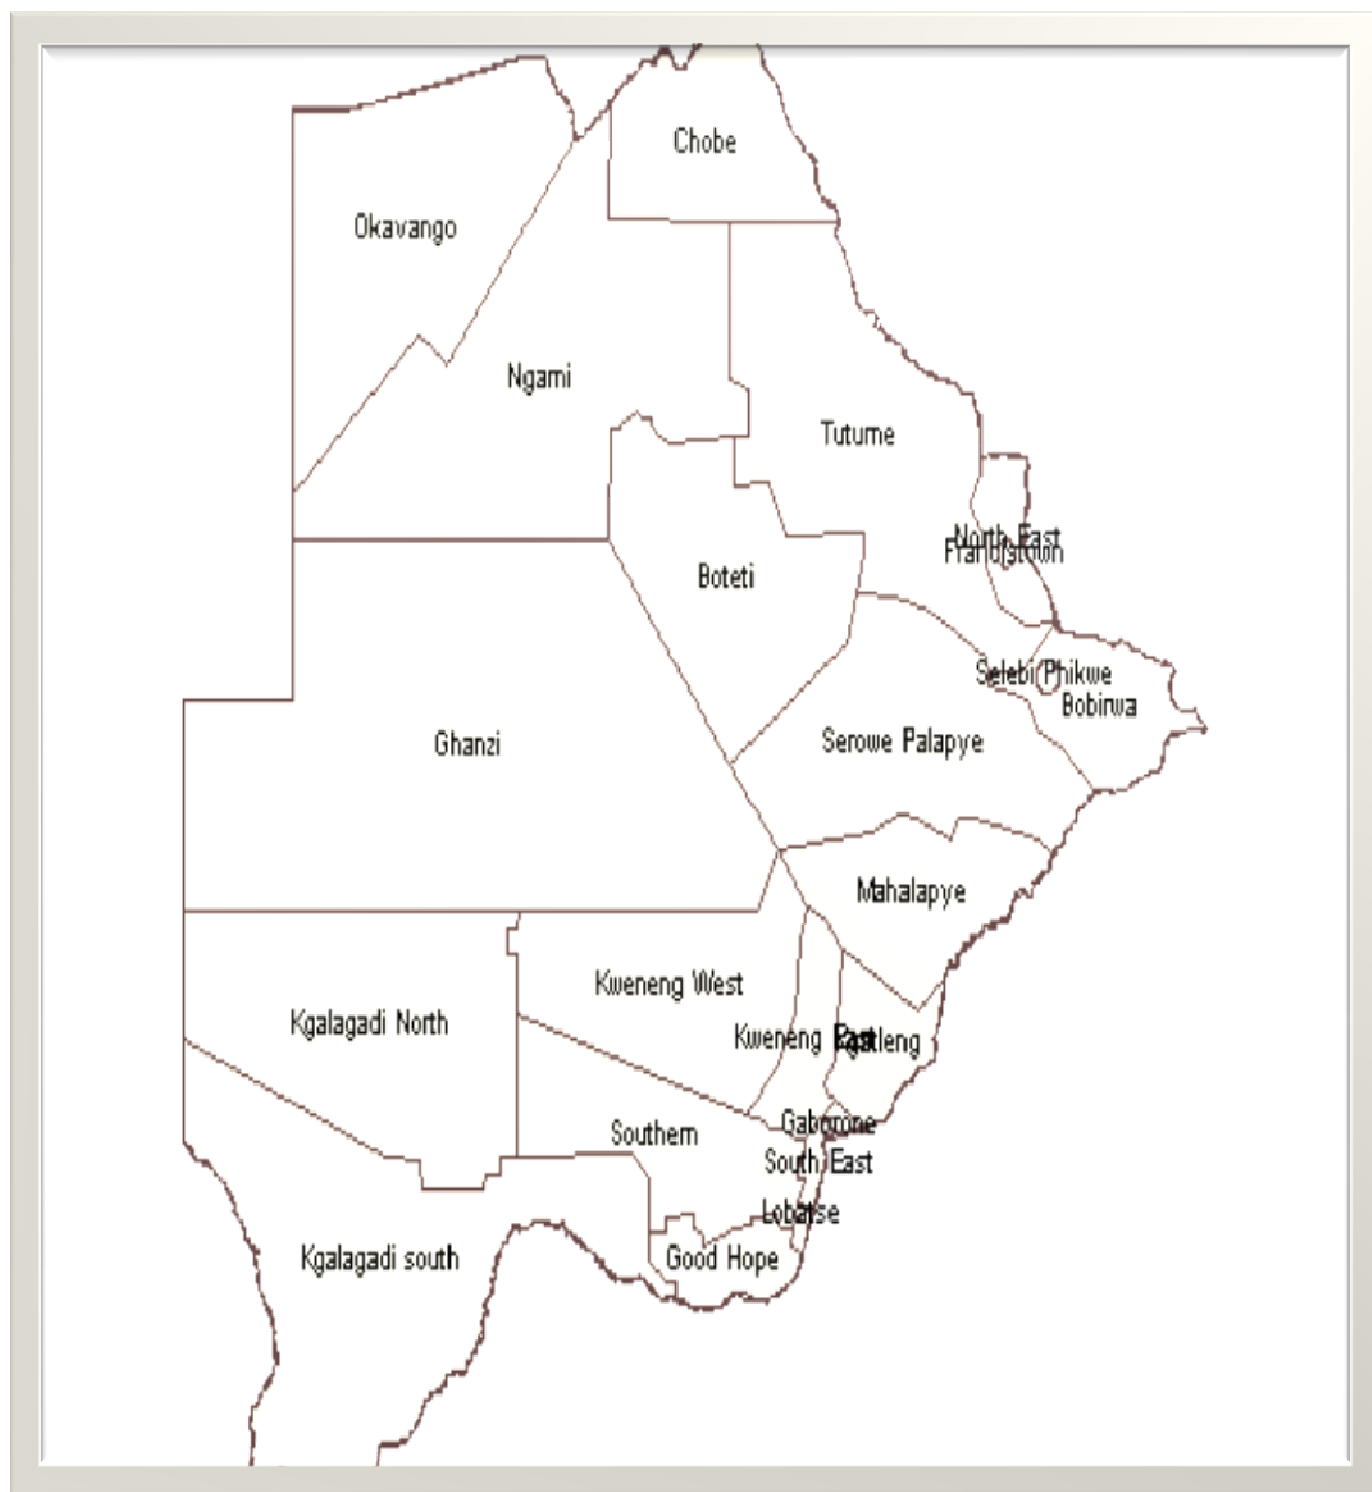 Chobe
Okavango
Ngami
Tutume
North East
Francistown
Boteti
Selebi Phikwe
Bobirwa
Ghanzi
Serowe Palapye
Mahalapye
Kweneng West
Kgalagadi North
Kweneng East
Kgatleng
Gaborone
Southern
South East
Lobatse
Kgalagadi south
Good Hope